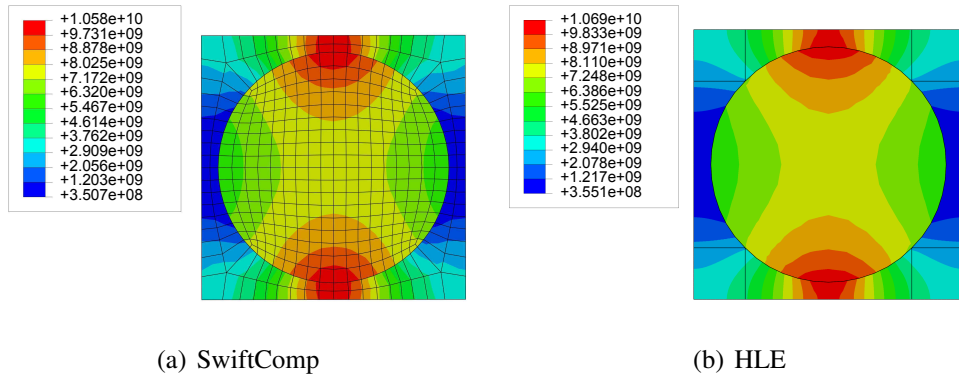 +1.058e+10
+9.731e+09
+8.878e+09
+8.025e+09
+7.172e+09
+6.320e+09
+5.467e+09
+4.614e+09
+3.762e+09
+2.909e+09
+2.056e+09
+1.203e+09
+3.507e+08
(a) SwiftComp
+1.069e+10
+9.833e+09
+8.971e+09
+8.110e+09
+7.248e+09
+6.386e+09
+5.525e+09
+4.663e+09
+3.802e+09
+2.940e+09
+2.078e+09
+1.217e+09
+3.551e+08
(b) HLE